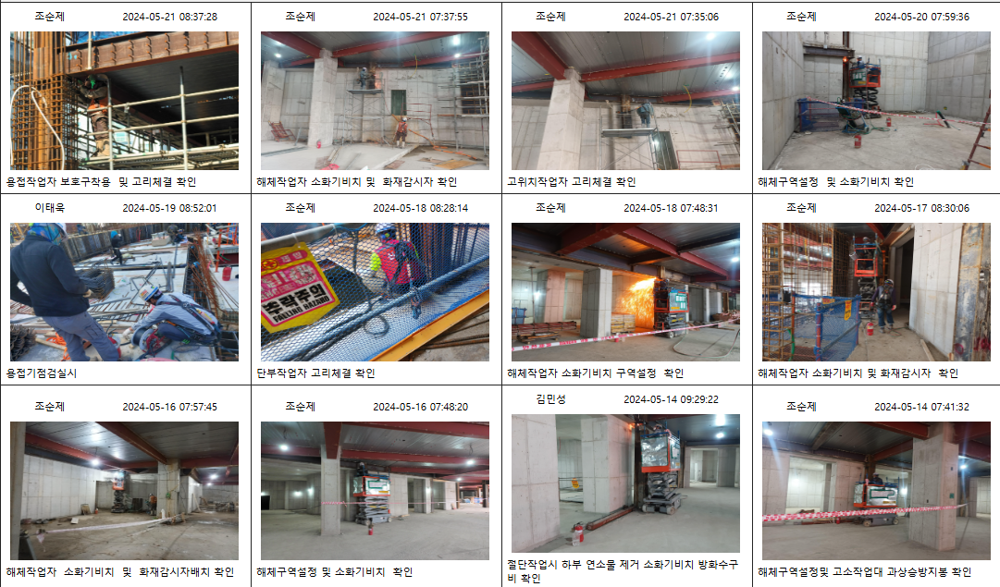 조순제 2024-05-21 08:37:28
조순제 2024-05-21 07:37:55
조순제 2024-05-21 07:35:06
조순제 2024-05-20 07:59:36
용접작업자 보호구착용 및 고리체결 확인
해체작업자 소화기비치 및 화재감시자 확인
고위치작업자 고리체결 확인
해체구역설정 및 소화기비치 확인
이태욱 2024-05-19 08:52:01
조순제 2024-05-18 08:28:14
조순제 2024-05-18 07:48:31
조순제 2024-05-17 08:30:06
추락주의
FALLING HAZARD
용접기점검실시
단부작업자 고리체결 확인
해체작업자 소화기비치 구역설정 확인
해체작업자 소화기비치 및 화재감시자 확인
조순제 2024-05-16 07:57:45
조순제 2024-05-16 07:48:20
김민성 2024-05-14 09:29:22
조순제 2024-05-14 07:41:32
해체작업자 소화기비치 및 화재감시자배치 확인
해체구역설정 및 소화기비치 확인
절단작업시 하부 연소물 제거 소화기비치 방화수구
비 확인
해체구역설정및 고소작업대 과상승방지봉 확인